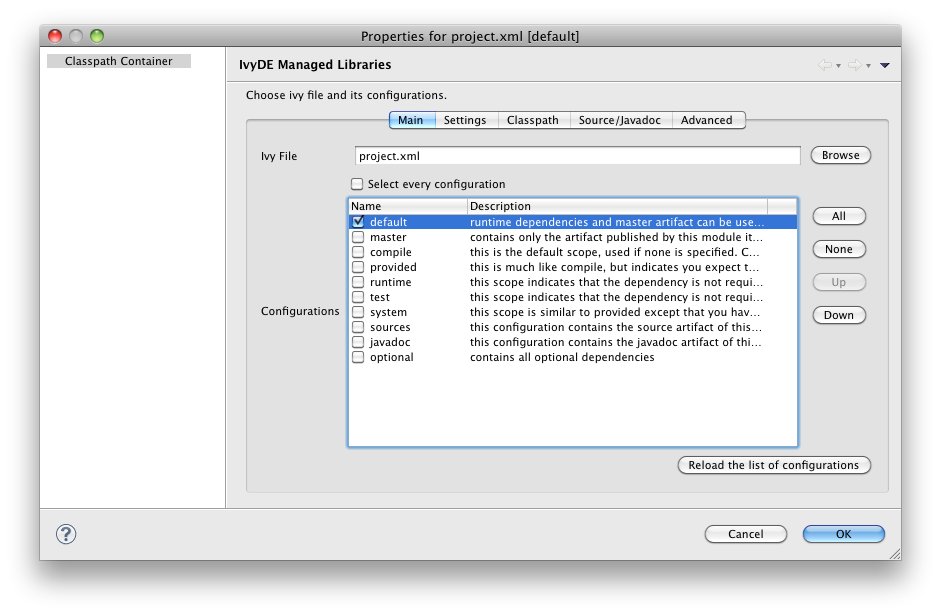 Properties for project.xml [default]
Classpath Container
IvyDE Managed Libraries
Choose ivy file and its configurations.
Main Settings Classpath Source/Javadoc Advanced
Ivy File project.xml Browse
Select every configuration
Name Description
default runtime dependencies and master artifact can be use...
master contains only the artifact published by this module it...
compile this is the default scope, used if none is specified. C...
provided this is much like compile, but indicates you expect t...
runtime this scope indicates that the dependency is not requi...
test this scope indicates that the dependency is not requi...
system this scope is similar to provided except that you hav...
sources this configuration contains the source artifact of this...
javadoc this configuration contains the javadoc artifact of thi...
optional contains all optional dependencies
Configurations
All
None
Up
Down
Reload the list of configurations
? Cancel OK